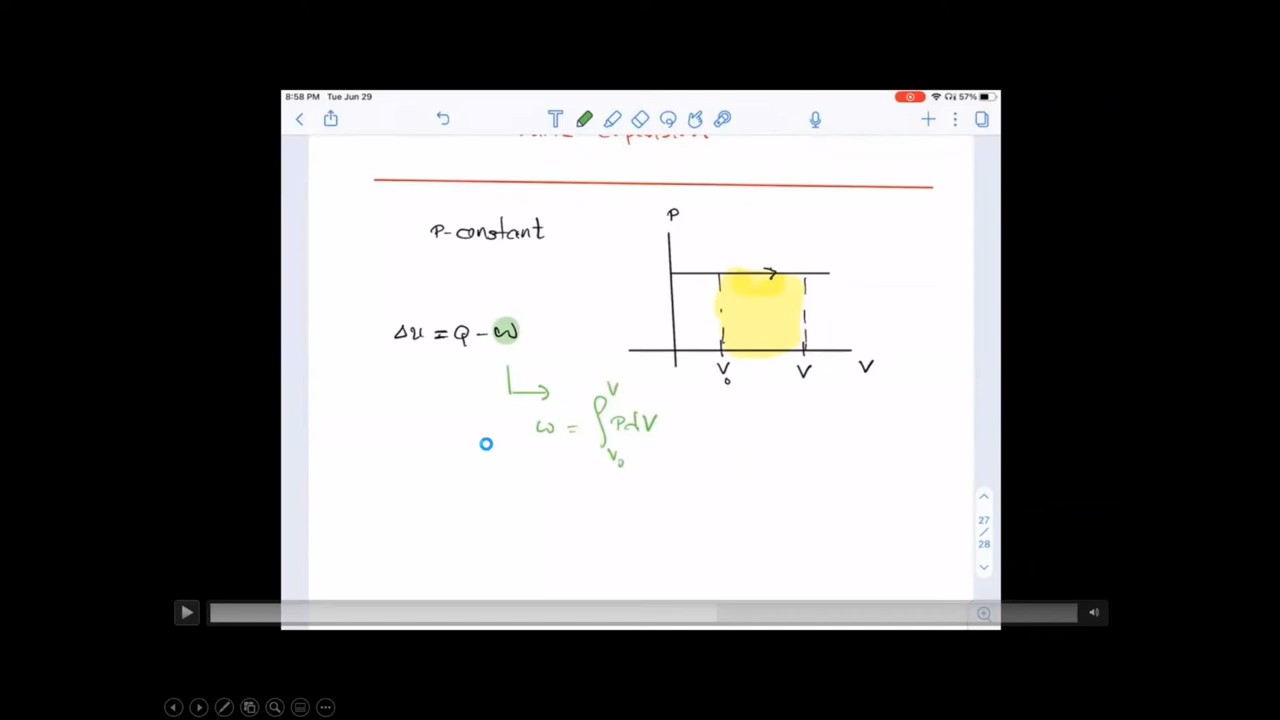 8:58 PM Tue Jun 29
57%
P-constant
P
Δu = Q - ω
V₀
V
V
ω = ∫
V
V₀
PdV
27
/
28